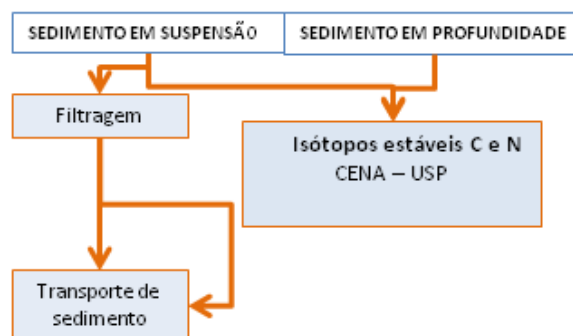 SEDIMENTO EM SUSPENSÃO
SEDIMENTO EM PROFUNDIDADE
Filtragem
Isótopos estáveis C e N
CENA – USP
Transporte de
sedimento